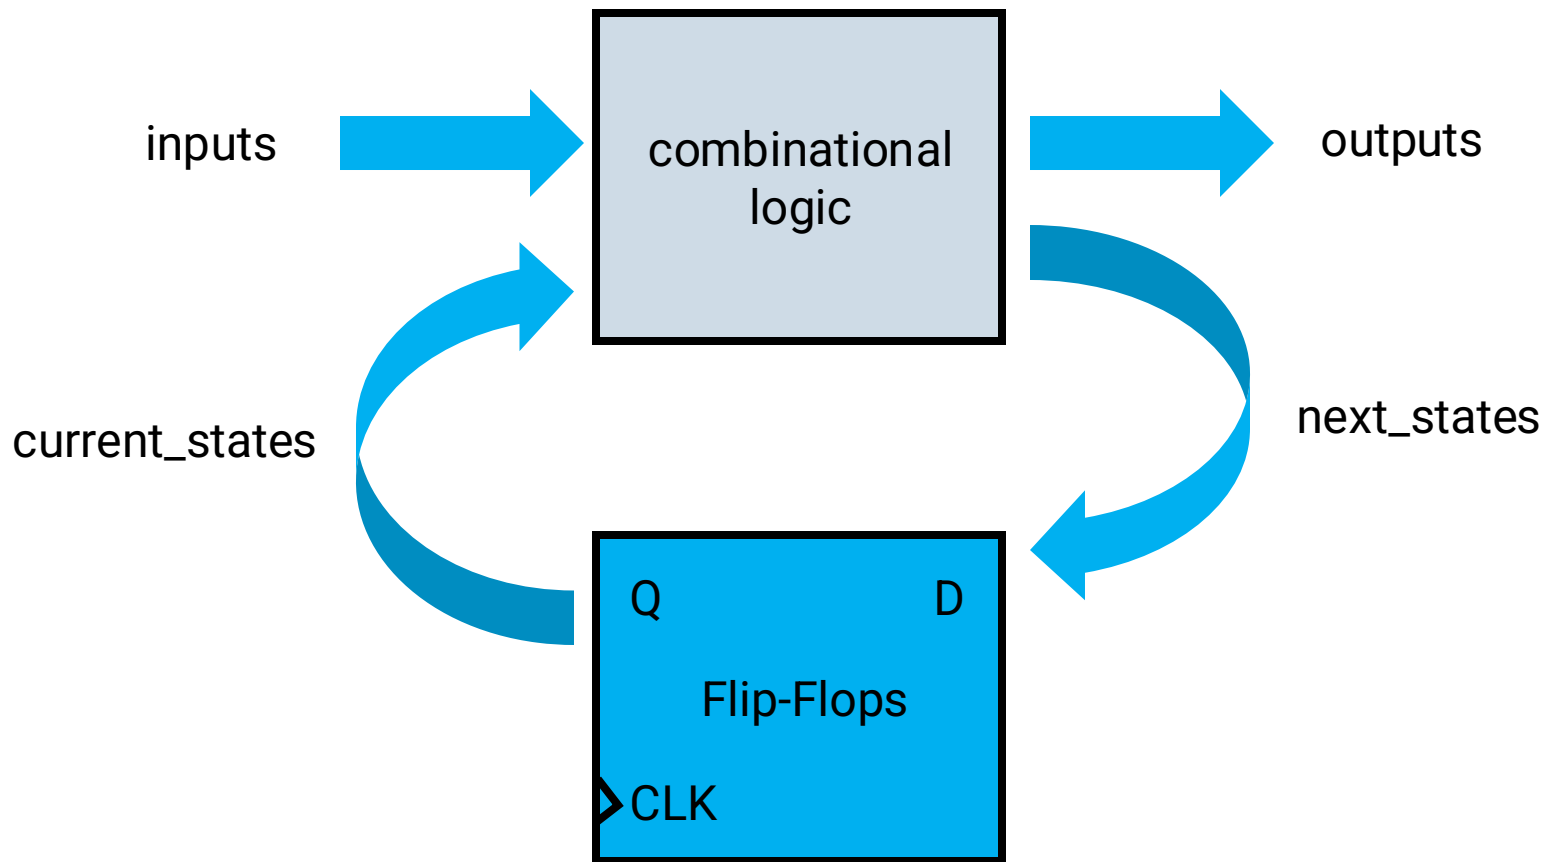 inputs
combinational
logic
outputs
current_states
next_states
Q
D
Flip-Flops
CLK